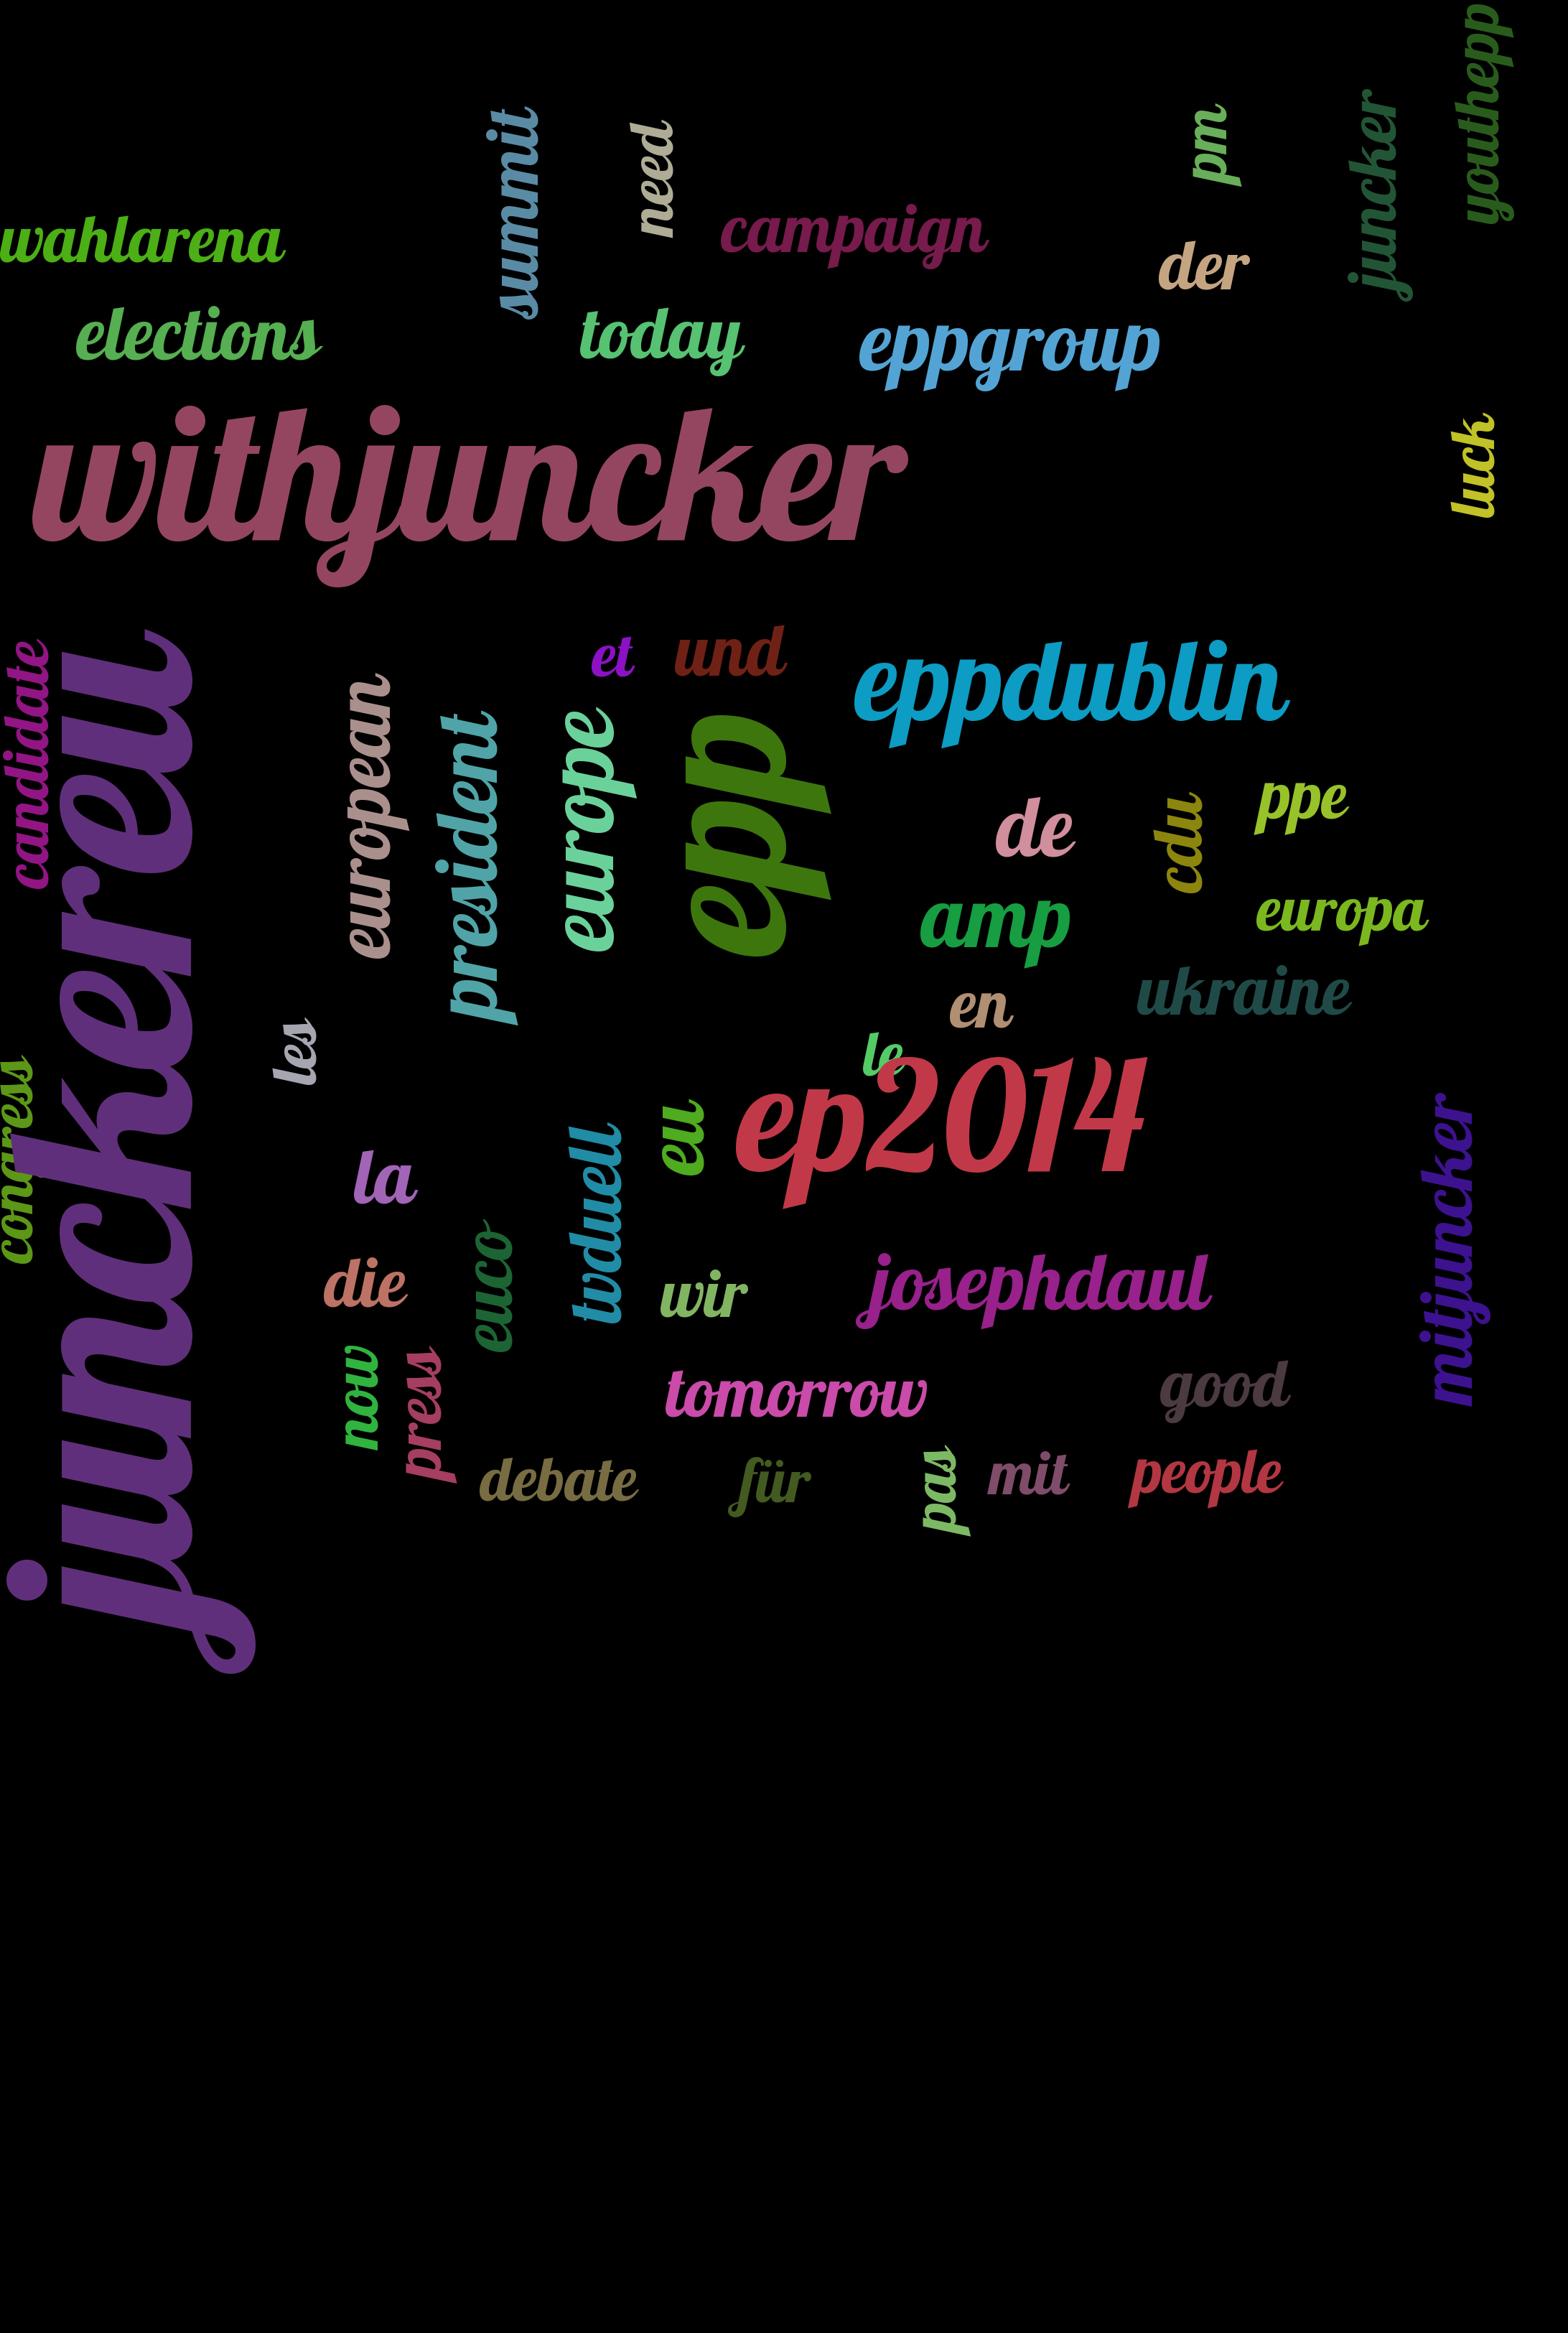 youthepp
juncker
pm
summit
need
campaign
wahlarena
der
elections
today
eppgroup
withjuncker
luck
et
und
eppdublin
candidate
junckereu
european
president
europe
epp
de
cdu
ppe
amp
europa
en
ukraine
les
le
congress
ep2014
eu
twduell
la
mitjuncker
euco
die
wir
josephdaul
now
press
tomorrow
good
debate
für
pas
mit
people